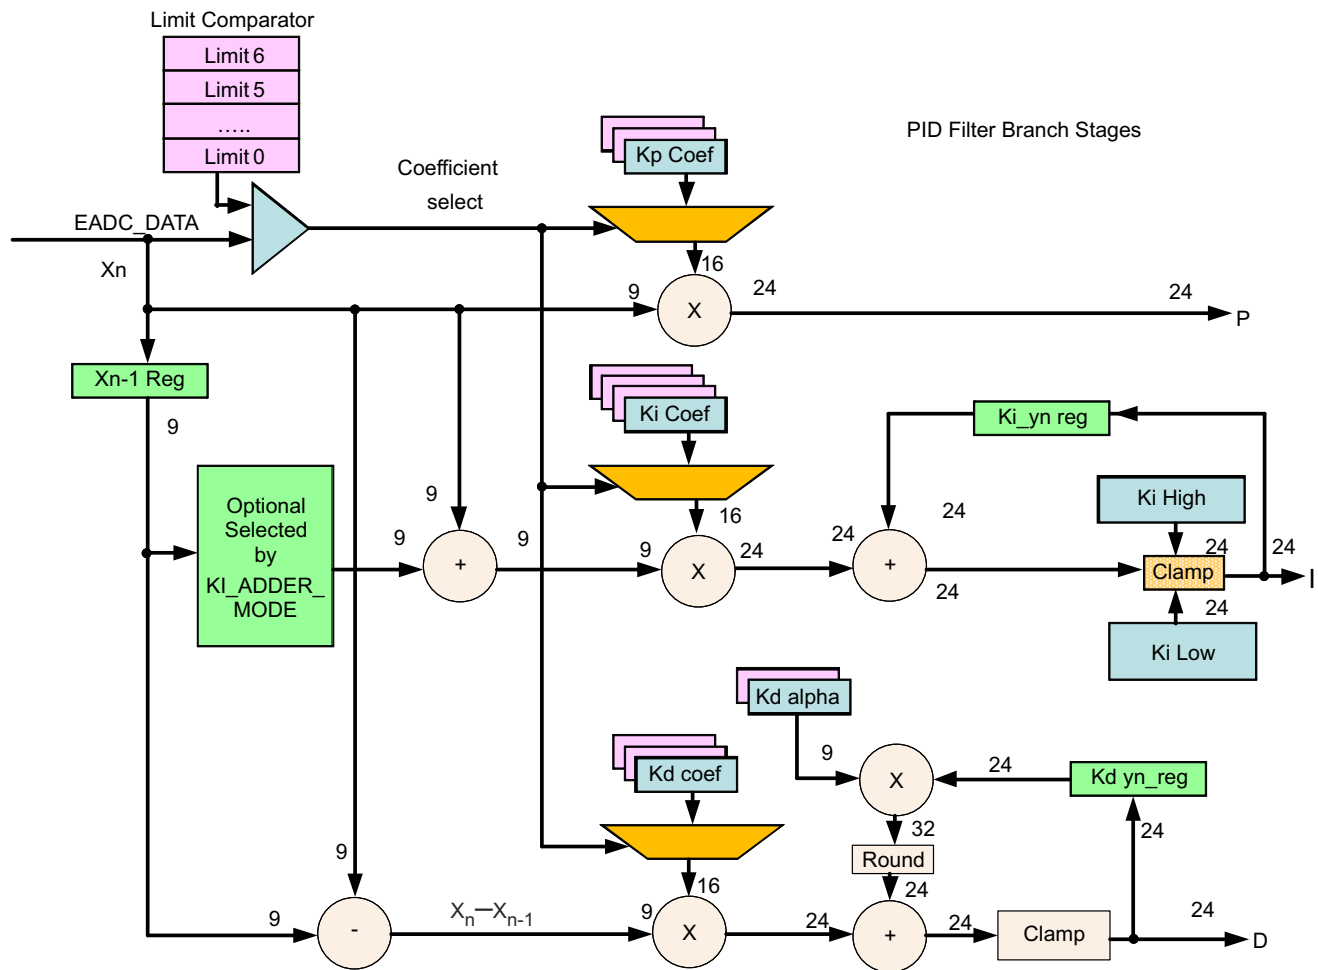 Limit Comparator
Limit 6
Limit 5
.....
Limit 0
PID Filter Branch Stages
Kp Coef
Coefficient
select
EADC_DATA
Xn
16
9
24
24
X
P
Xn-1 Reg
9
Ki Coef
Ki_yn reg
Optional
Selected
by
KI_ADDER_
MODE
9
9
+
9
16
9
X
24
24
24
+
24
Ki High
24
Clamp
24
24
I
Ki Low
Kd alpha
9
X
24
Kd yn_reg
Kd coef
32
24
Round
9
16
24
9
-
Xn–Xn-1
9
X
24
+
24
Clamp
24
D